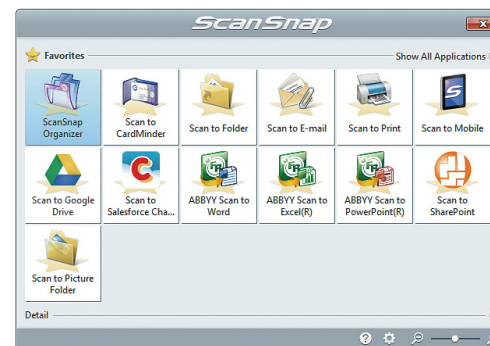 ScanSnap
Favorites
Show All Applications
ScanSnap
Organizer
Scan to
CardMinder
Scan to Folder
Scan to E-mail
Scan to Print
Scan to Mobile
Scan to Google
Drive
Scan to
Salesforce Cha...
ABBYY Scan to
Word
ABBYY Scan to
Excel(R)
ABBYY Scan to
PowerPoint(R)
Scan to
SharePoint
Scan to Picture
Folder
Detail